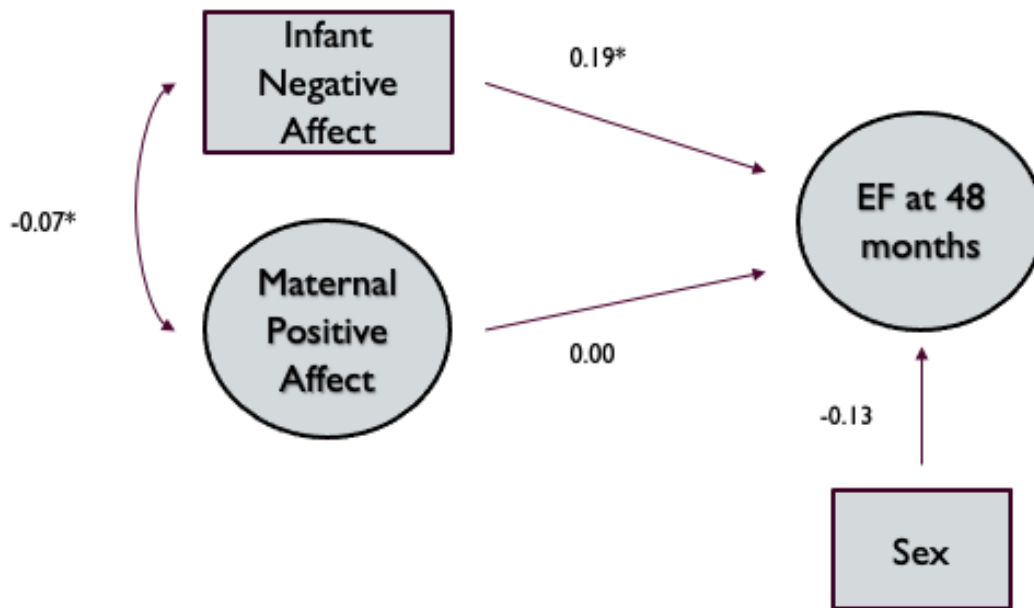 Infant
Negative
Affect
0.19*
-0.07*
EF at 48
months
Maternal
Positive
Affect
0.00
-0.13
Sex